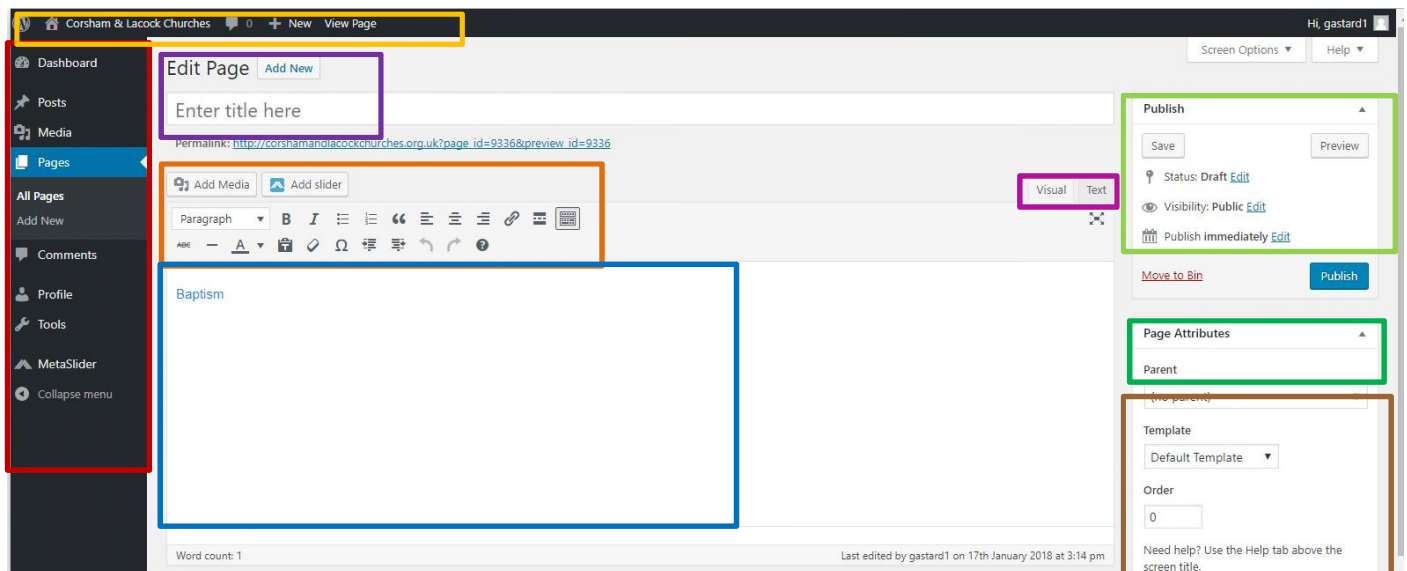 Corsham & Lacock Churches 0 + New View Page
Hi, gastard1
Dashboard
Posts
Media
Pages
All Pages
Add New
Comments
Profile
Tools
MetaSlider
Collapse menu
Screen Options ▼ Help ▼
Edit Page Add New
Enter title here
Permalink: http://corshamandlacockchurches.org.uk?page_id=9336&preview_id=9336
Add Media Add slider
Visual Text
Paragraph ▼ B I “
ABC — A ▼ Ω
Baptism
Word count: 1
Last edited by gastard1 on 17th January 2018 at 3:14 pm
Publish
Save Preview
Status: Draft Edit
Visibility: Public Edit
Publish immediately Edit
Move to Bin Publish
Page Attributes
Parent
(no parent)
Template
Default Template ▼
Order
0
Need help? Use the Help tab above the
screen title.